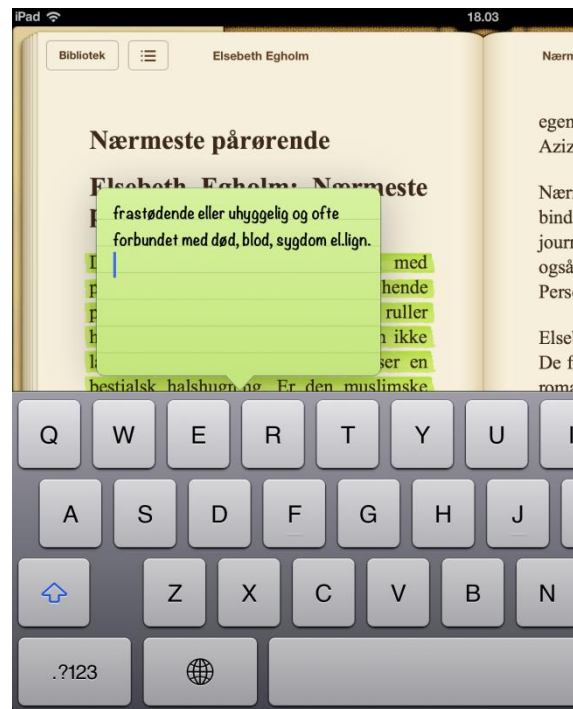 iPad 18.03
Bibliotek Elsebeth Egholm Nærm
Nærmeste pårørende
Elsebeth Egholm: Nærmeste
frastødende eller uhyggelig og ofte
forbundet med død, blod, sygdom el.lign.
med
hende
ruller
ikke
ser en
bestialsk halshugning. Er den muslimske
egen
Aziz
Nær
bind
journ
også
Pers
Else
De f
roma
Q W E R T Y U I
A S D F G H J
Z X C V B N
.?123